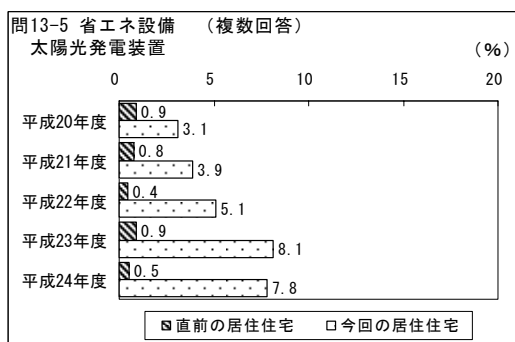 問13-5 省エネ設備 （複数回答）
太陽光発電装置 （%）
0 5 10 15 20
平成20年度 0.9
3.1
平成21年度 0.8
3.9
平成22年度 0.4
5.1
平成23年度 0.9
8.1
平成24年度 0.5
7.8
直前の居住住宅 今回の居住住宅